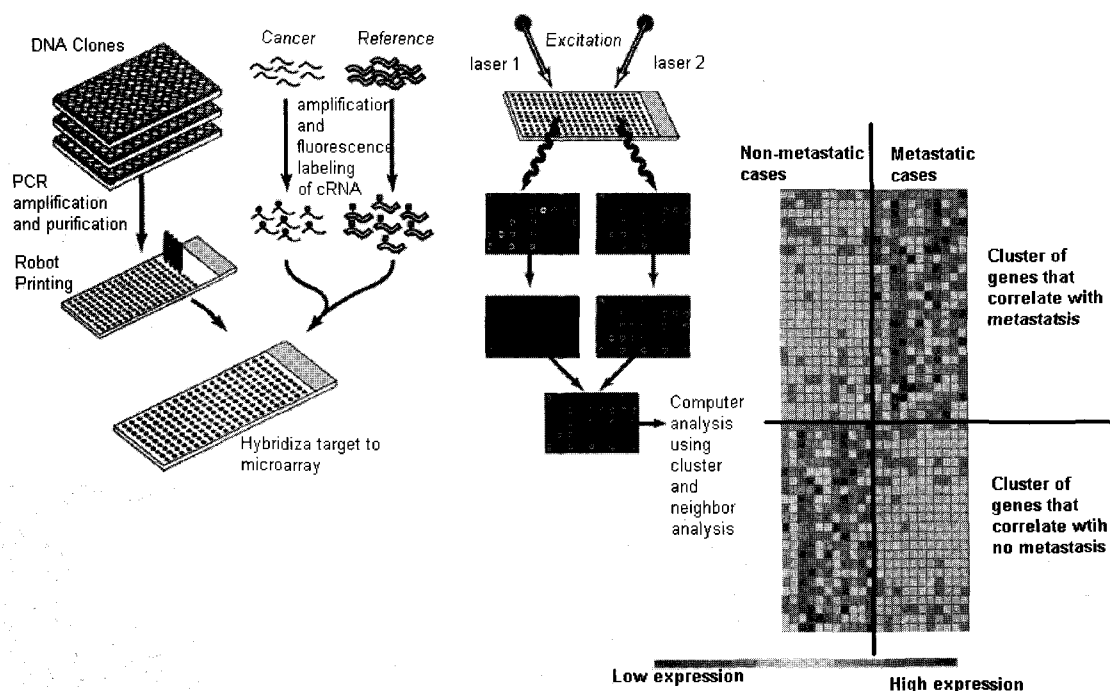 DNA Clones
PCR
amplification
and purification
Robot
Printing
Cancer
Reference
amplification
and
fluorescence
labeling
of cRNA
Hybridiza target to
microarray
Excitation
laser 1
laser 2
Computer
analysis
using
cluster
and
neighbor
analysis
Non-metastatic
cases
Metastatic
cases
Cluster of
genes that
correlate with
metastatsis
Cluster of
genes that
correlate wtih
no metastasis
Low expression
High expression